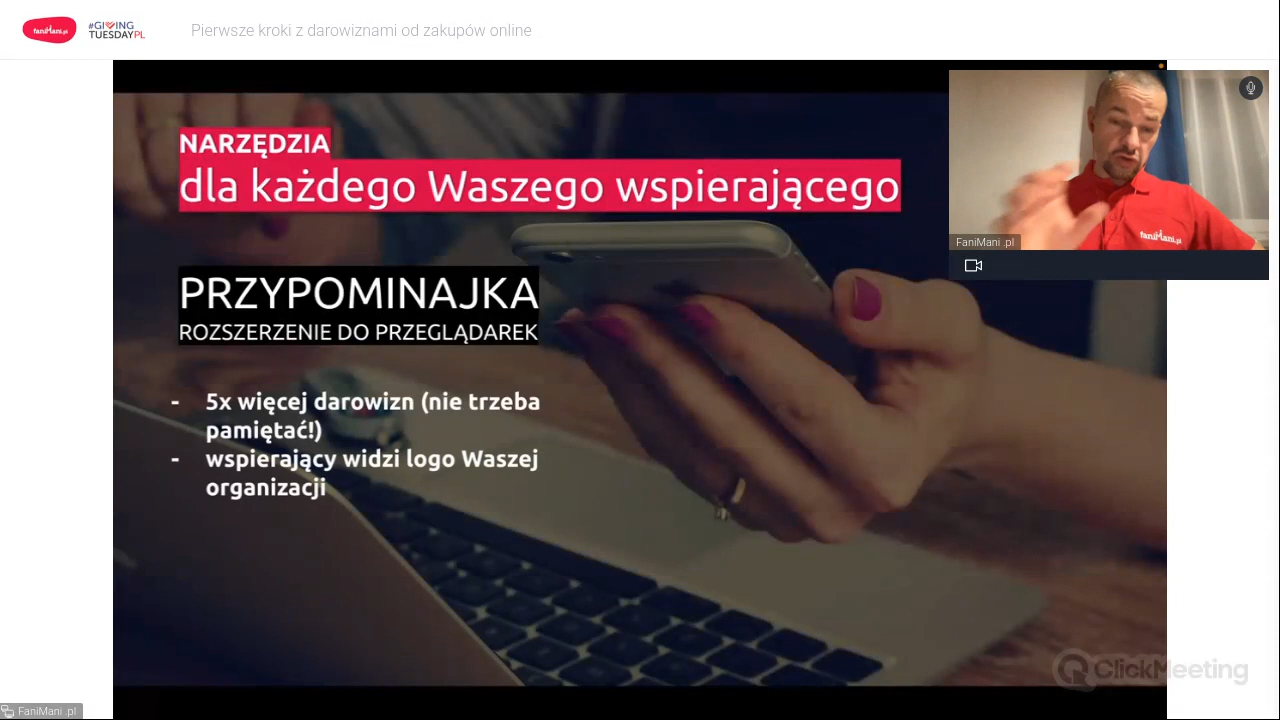 faniMani.pl
#GIVING
TUESDAYPL
Pierwsze kroki z darowiznami od zakupów online
NARZĘDZIA
dla każdego Waszego wspierającego
faniMani.pl
FaniMani .pl
PRZYPOMINAJKA
ROZSZERZENIE DO PRZEGLĄDAREK
- 5x więcej darowizn (nie trzeba
pamiętać!)
- wspierający widzi logo Waszej
organizacji
ClickMeeting
FaniMani .pl